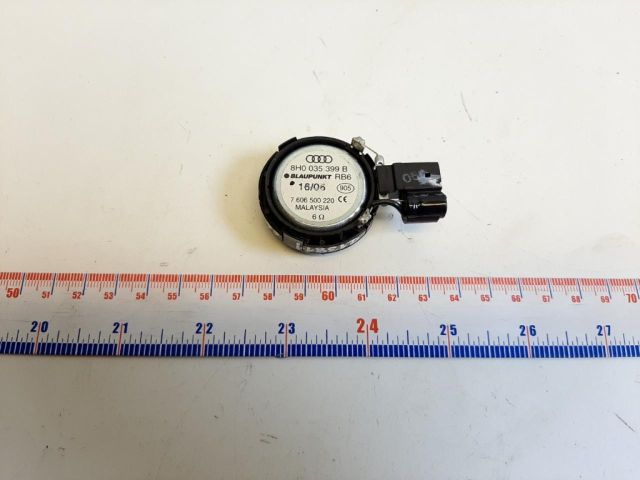 8H0 035 399 B
BLAUPUNKT RB6
16/06 905
7 606 500 220 CE
MALAYSIA
6 Ω
50 51 52 53 54 55 56 57 58 59 60 61 62 63 64 65 66 67 68 69 70
20 21 22 23 24 25 26 27